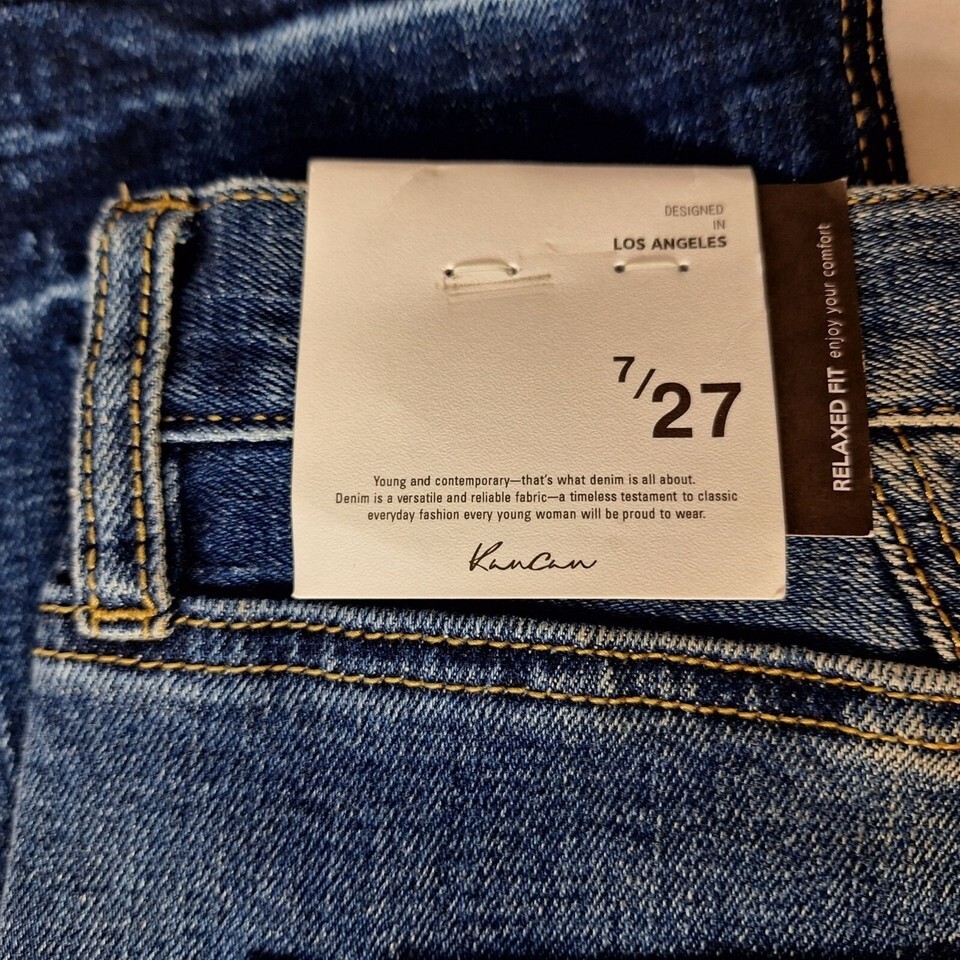 DESIGNED
IN
LOS ANGELES
7/27
Young and contemporary—that's what denim is all about.
Denim is a versatile and reliable fabric—a timeless testament to classic
everyday fashion every young woman will be proud to wear.
KanCan
RELAXED FIT enjoy your comfort